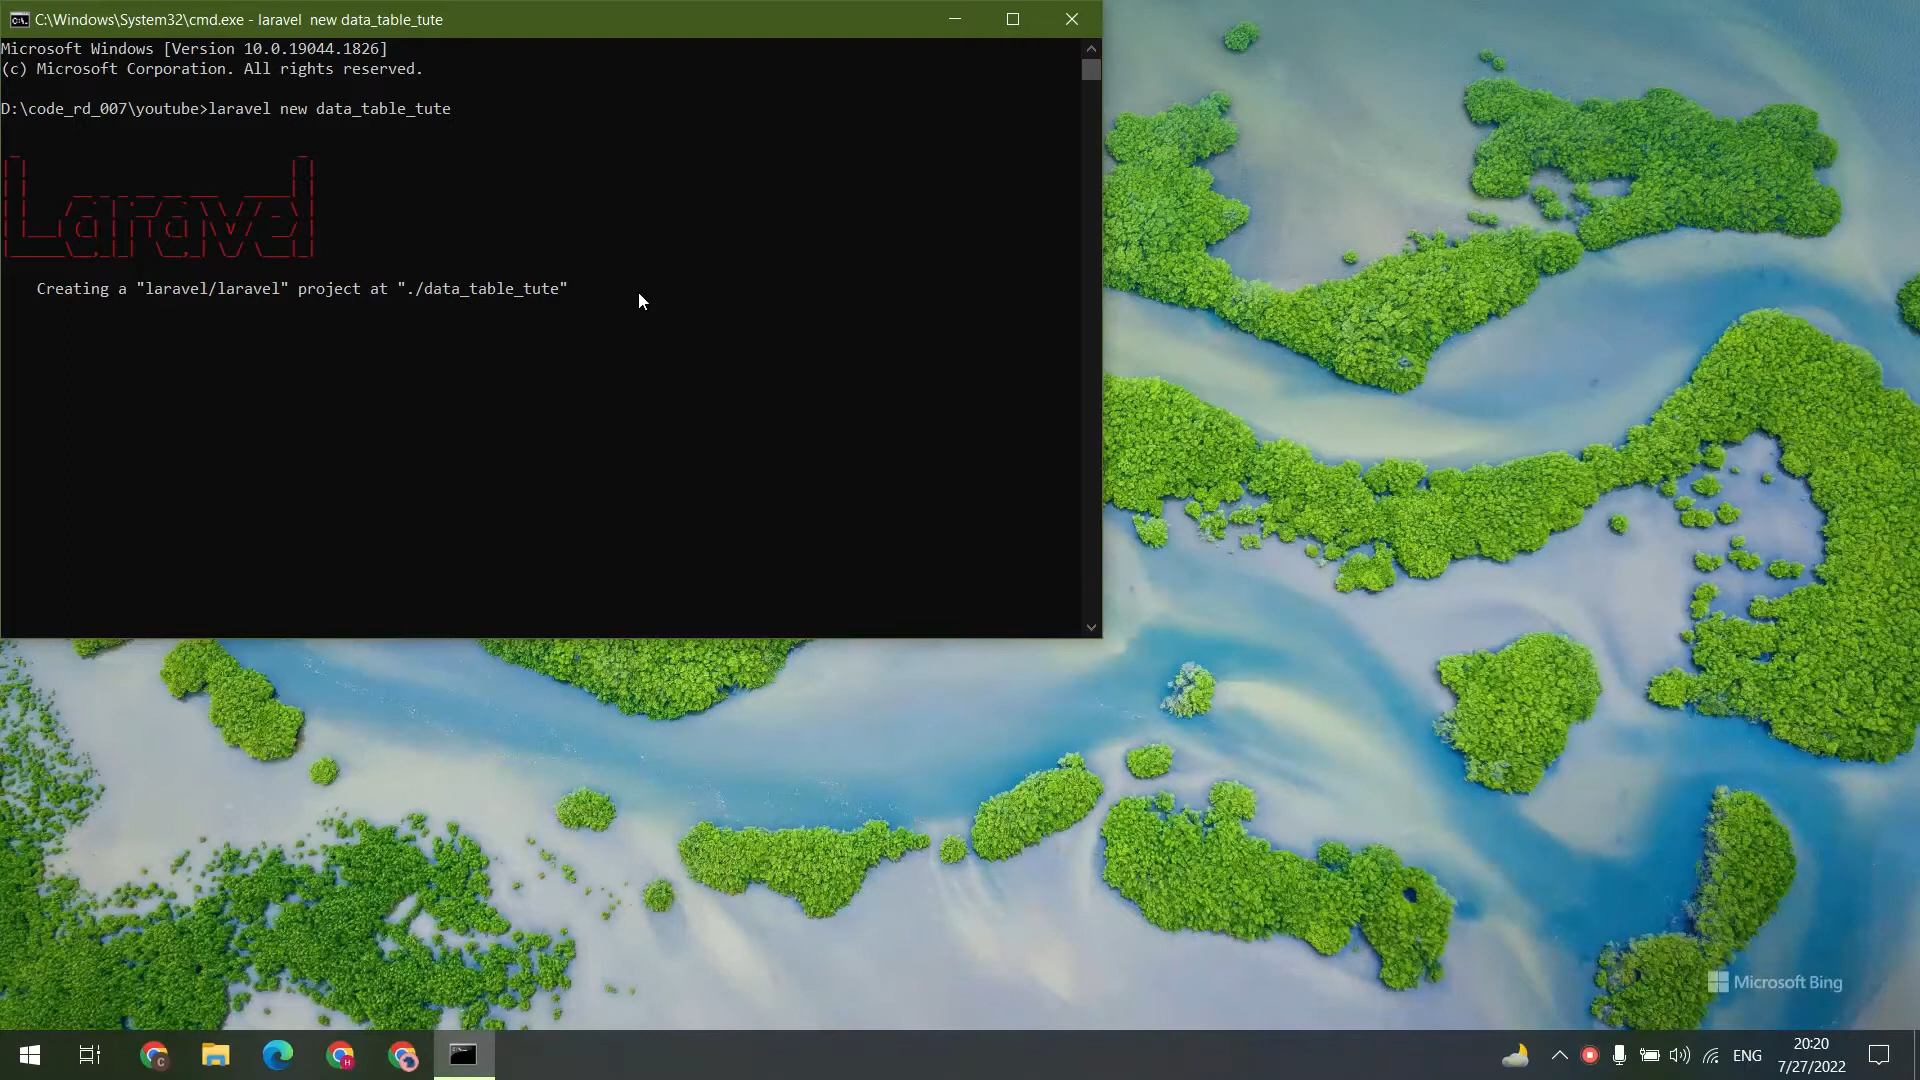 C:\Windows\System32\cmd.exe - laravel  new data_table_tute
Microsoft Windows [Version 10.0.19044.1826]
(c) Microsoft Corporation. All rights reserved.
D:\code_rd_007\youtube>laravel new data_table_tute
Laravel
Creating a "laravel/laravel" project at "./data_table_tute"
Microsoft Bing
C
H
ENG
20:20
7/27/2022